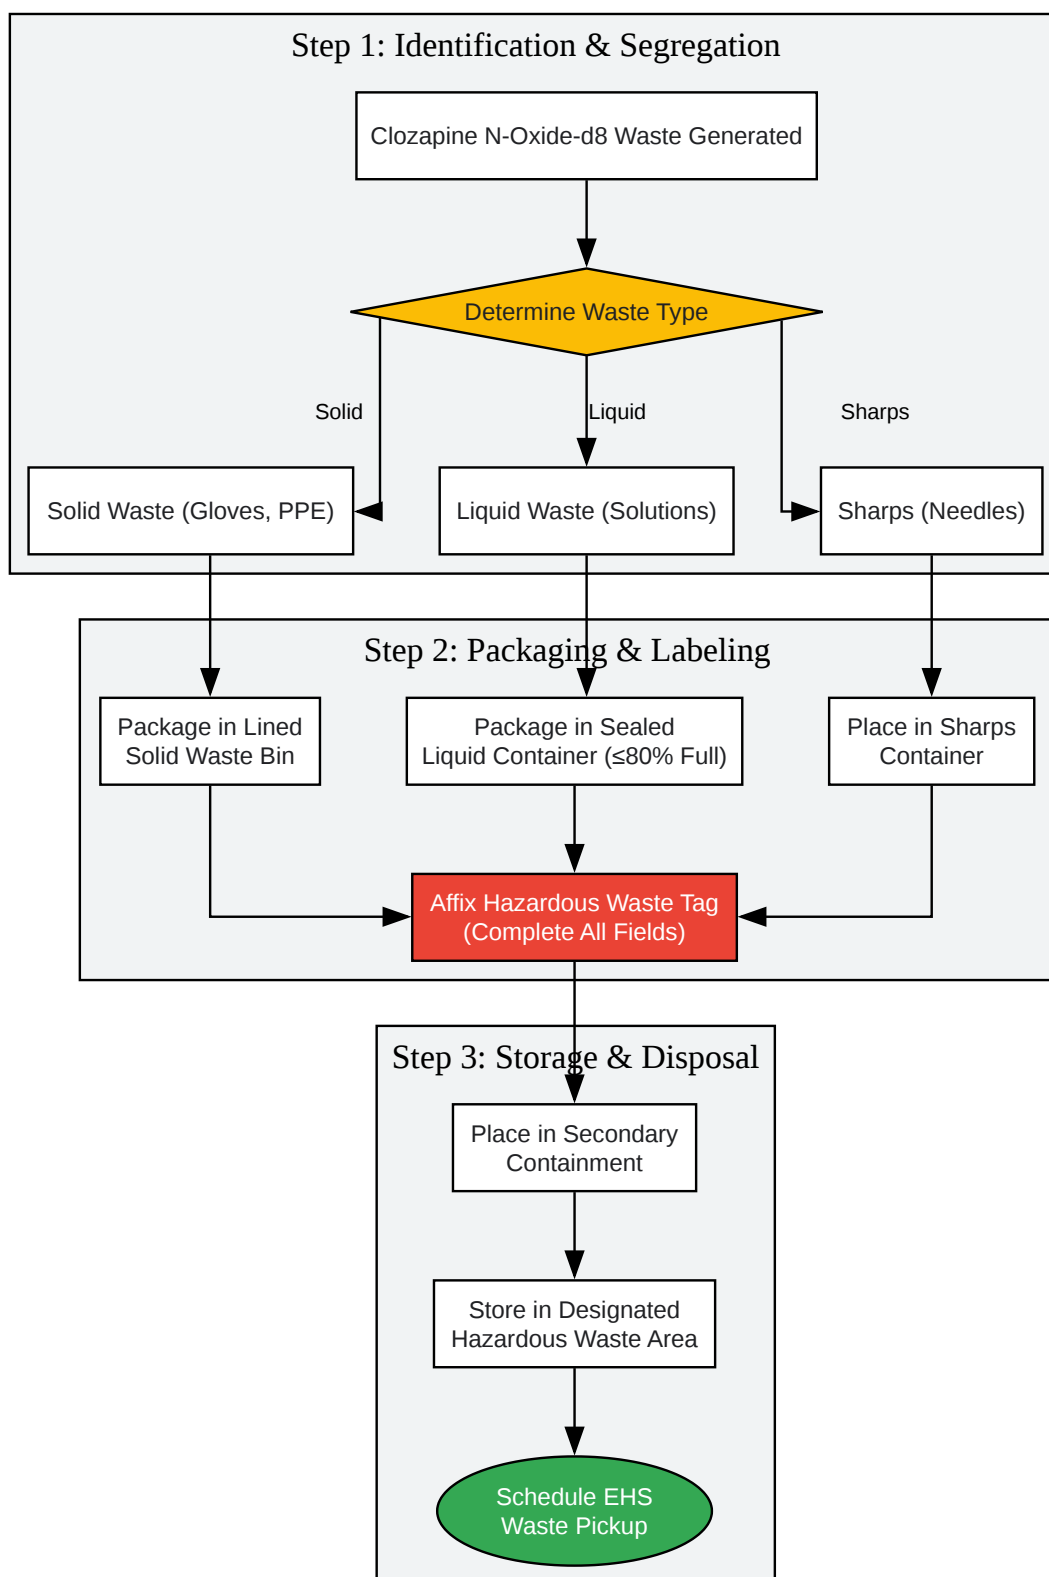 Step 1: Identification & Segregation
Clozapine N-Oxide-d8 Waste Generated
Determine Waste Type
Solid
Liquid
Sharps
Solid Waste (Gloves, PPE)
Liquid Waste (Solutions)
Sharps (Needles)
Step 2: Packaging & Labeling
Package in Lined
Solid Waste Bin
Package in Sealed
Liquid Container (≤80% Full)
Place in Sharps
Container
Affix Hazardous Waste Tag
(Complete All Fields)
Step 3: Storage & Disposal
Place in Secondary
Containment
Store in Designated
Hazardous Waste Area
Schedule EHS
Waste Pickup